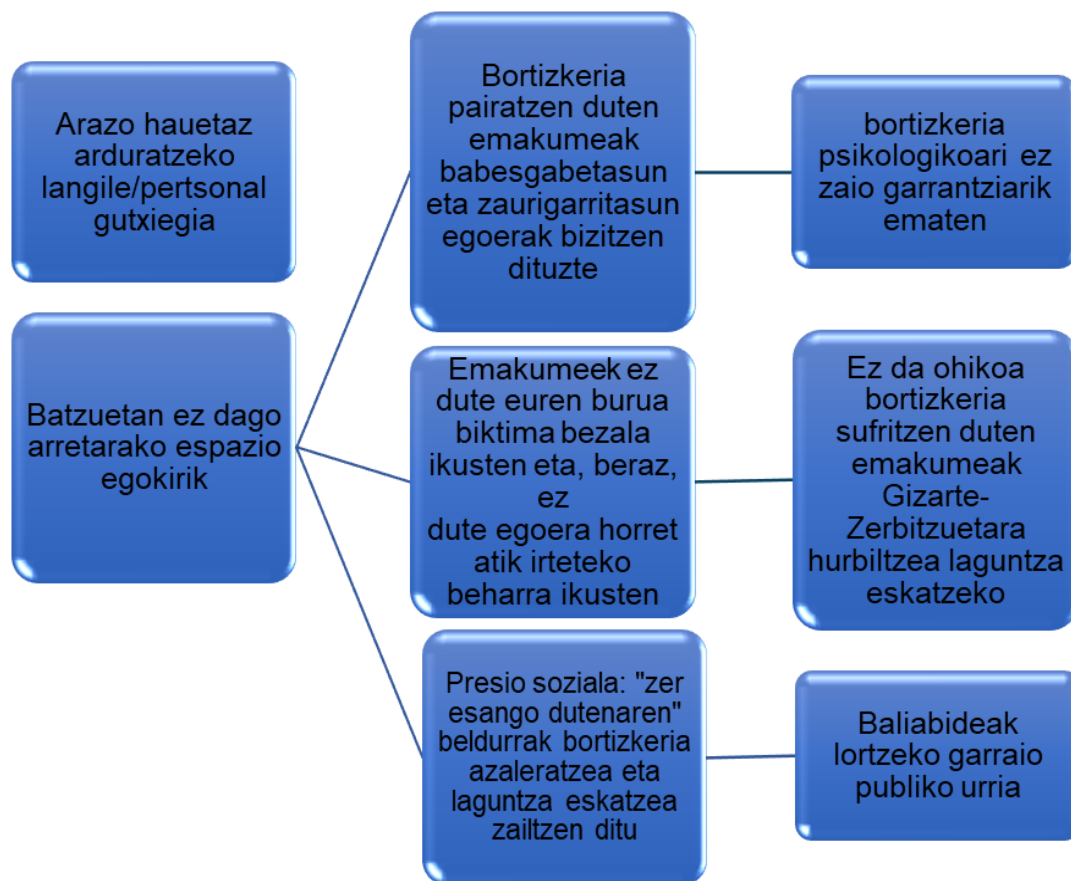 Arazo hauetaz
arduratzeko
langile/pertsonal
gutxiegia
Batzuetan ez dago
arretarako espazio
egokirik
Bortizkeria
pairatzen duten
emakumeak
babesgabetasun
eta zaurigarritasun
egoerak bizitzen
dituzte
Emakumeek ez
dute euren burua
biktima bezala
ikusten eta, beraz,
ez
dute egoera horret
atik irteteko
beharra ikusten
Presio soziala: "zer
esango dutenaren"
beldurrak bortizkeria
azaleratzea eta
laguntza eskatzea
zailtzen ditu
bortizkeria
psikologikoari ez
zaio garrantziarik
ematen
Ez da ohikoa
bortizkeria
sufritzen duten
emakumeak
Gizarte-
Zerbitzuetara
hurbiltzea laguntza
eskatzeko
Baliabideak
lortzeko garraio
publiko urria